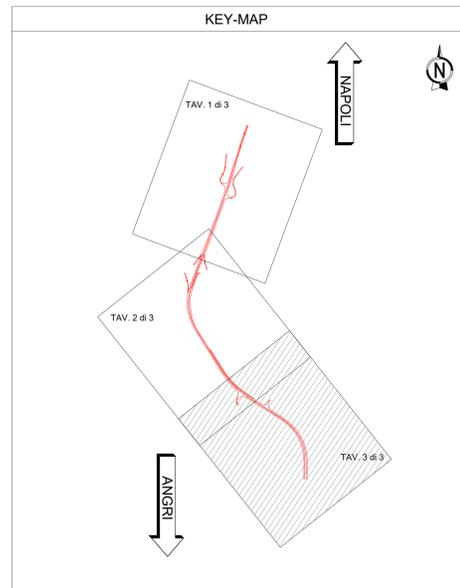 KEY-MAP
NAPOLI
N
TAV. 1 di 3
TAV. 2 di 3
TAV. 3 di 3
ANGRI